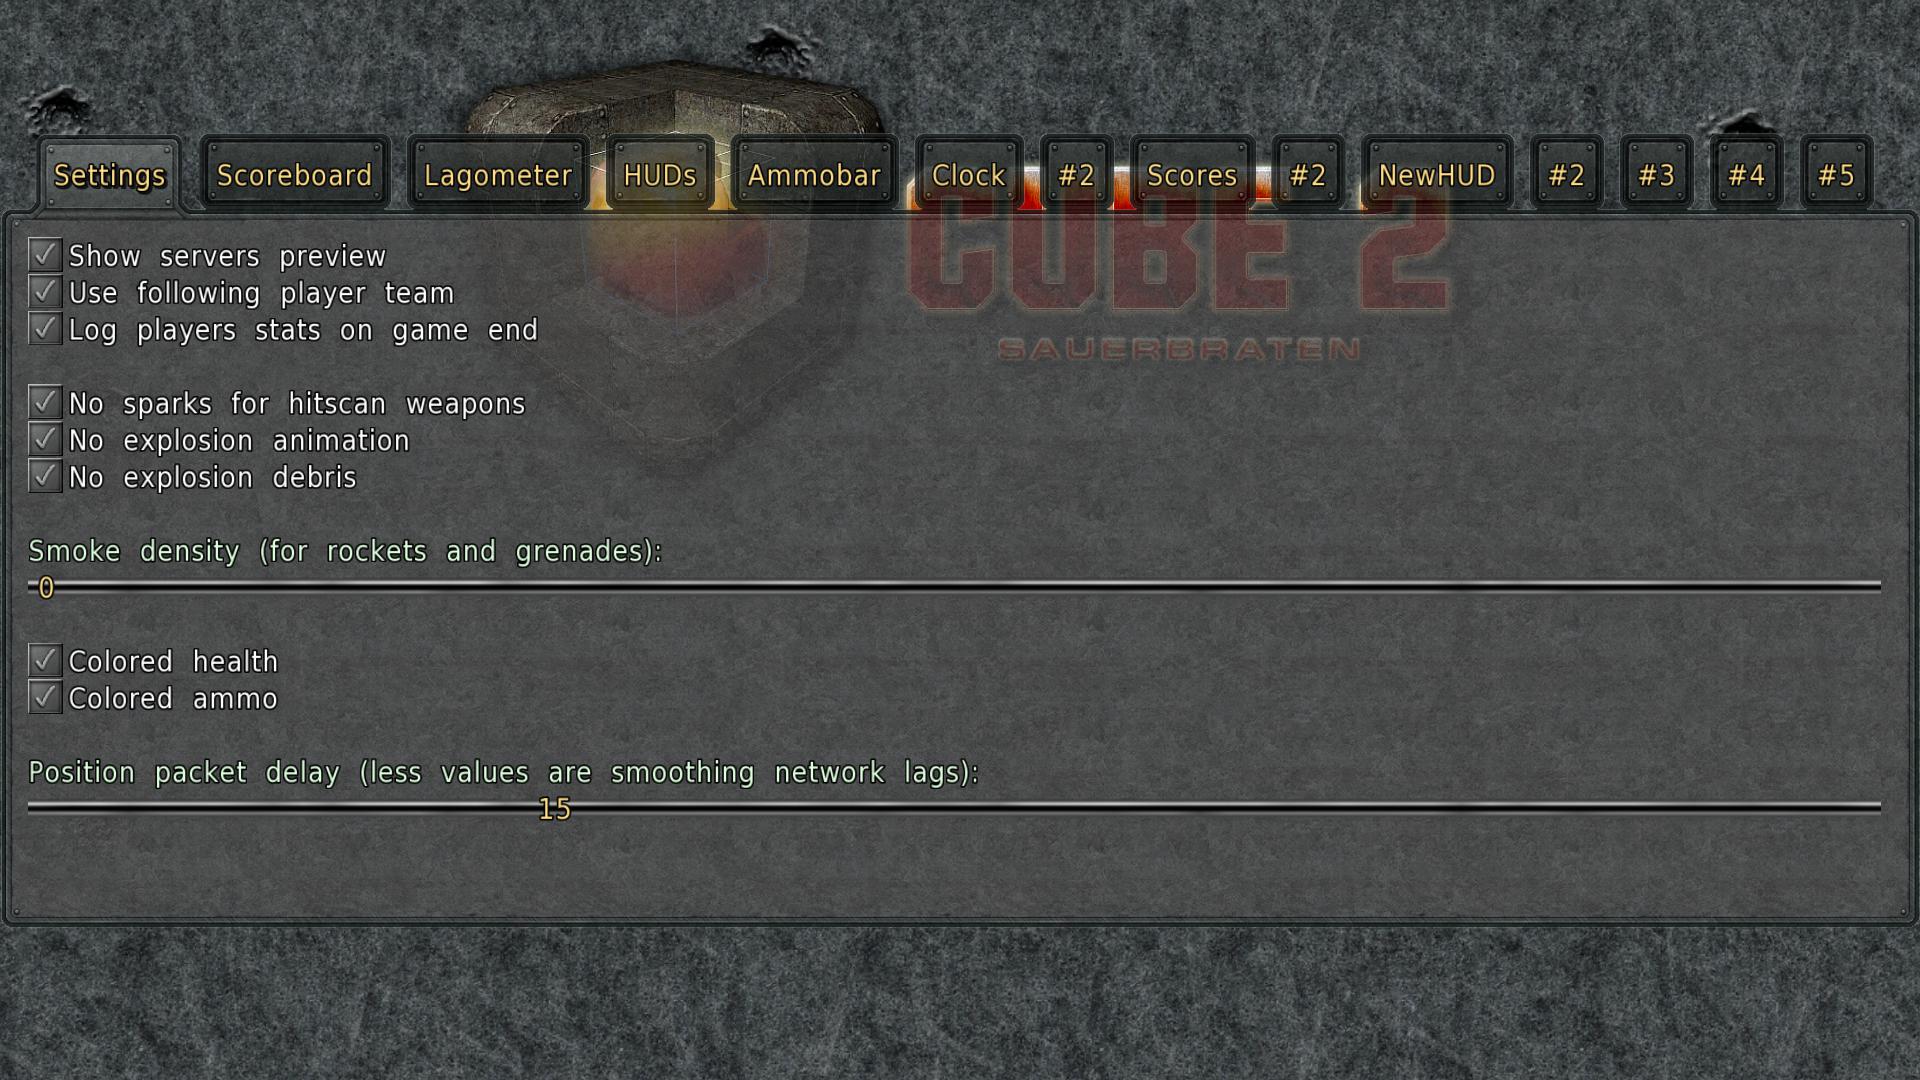 Settings Scoreboard Lagometer HUDs Ammobar Clock #2 Scores #2 NewHUD #2 #3 #4 #5
CUBE 2
SAUERBRATEN
Show servers preview
Use following player team
Log players stats on game end
No sparks for hitscan weapons
No explosion animation
No explosion debris
Smoke density (for rockets and grenades):
0
Colored health
Colored ammo
Position packet delay (less values are smoothing network lags):
15